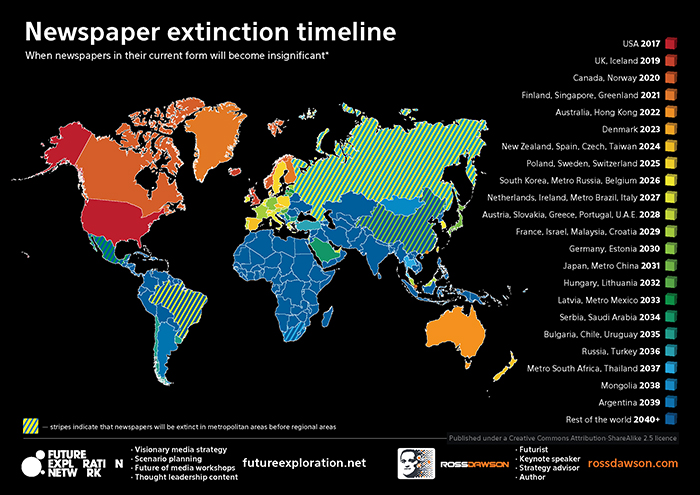 Newspaper extinction timeline
When newspapers in their current form will become insignificant*
USA 2017
UK, Iceland 2019
Canada, Norway 2020
Finland, Singapore, Greenland 2021
Australia, Hong Kong 2022
Denmark 2023
New Zealand, Spain, Czech, Taiwan 2024
Poland, Sweden, Switzerland 2025
South Korea, Metro Russia, Belgium 2026
Netherlands, Ireland, Metro Brazil, Italy 2027
Austria, Slovakia, Greece, Portugal, U.A.E. 2028
France, Israel, Malaysia, Croatia 2029
Germany, Estonia 2030
Japan, Metro China 2031
Hungary, Lithuania 2032
Latvia, Metro Mexico 2033
Serbia, Saudi Arabia 2034
Bulgaria, Chile, Uruguay 2035
Russia, Turkey 2036
Metro South Africa, Thailand 2037
Mongolia 2038
Argentina 2039
Rest of the world 2040+
— stripes indicate that newspapers will be extinct in metropolitan areas before regional areas
Published under a Creative Commons Attribution-ShareAlike 2.5 licence
FUTURE
EXPL RATI N
NETW RK
· Visionary media strategy
· Scenario planning
· Future of media workshops
· Thought leadership content
futureexploration.net
ROSSDAWSON
· Futurist
· Keynote speaker
· Strategy advisor
· Author
rossdawson.com